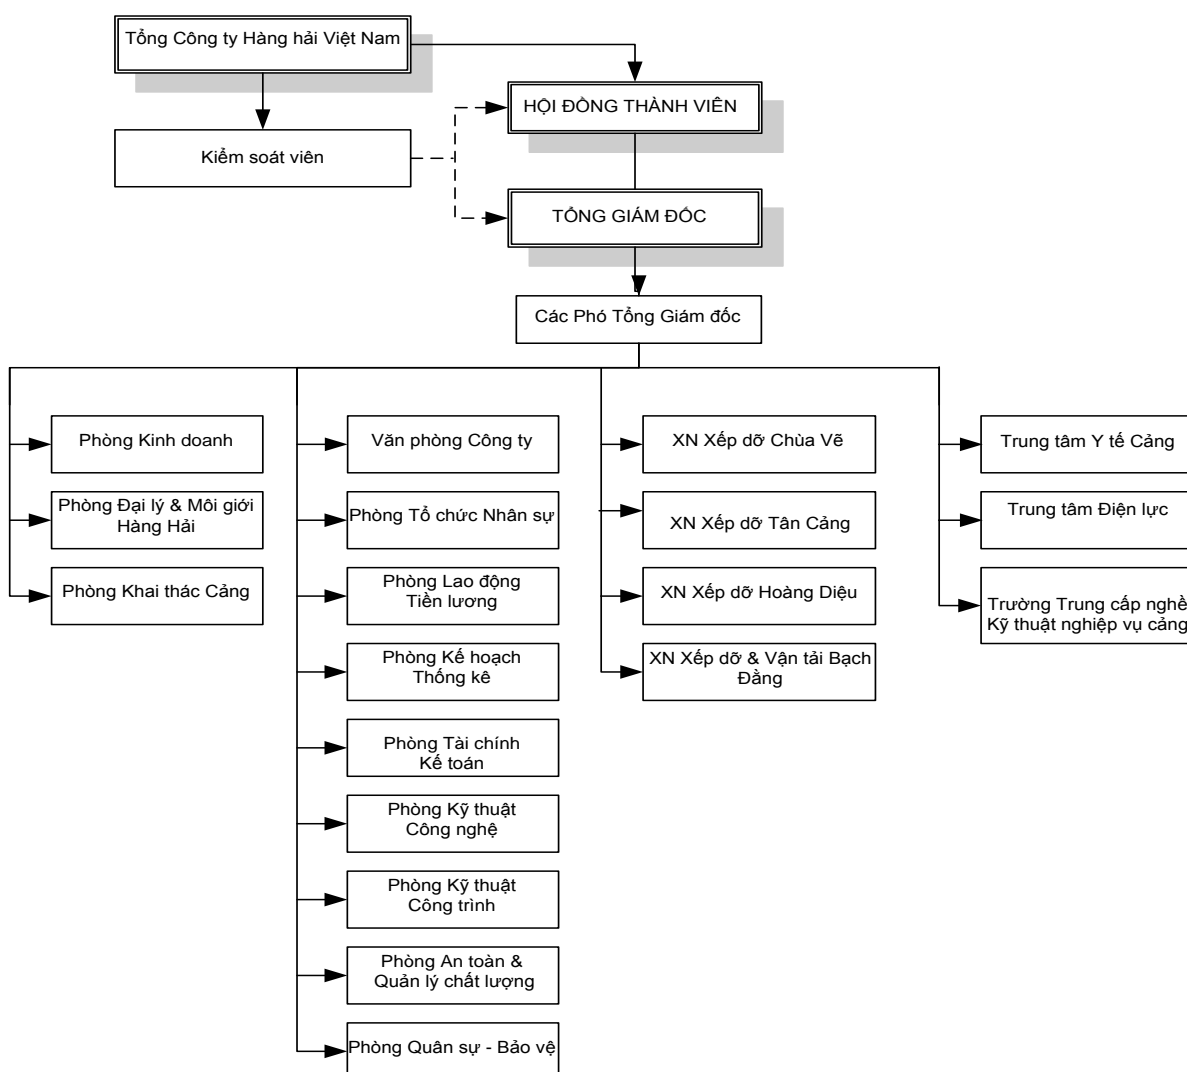 Tổng Công ty Hàng hải Việt Nam
HỘI ĐỒNG THÀNH VIÊN
Kiểm soát viên
TỔNG GIÁM ĐỐC
Các Phó Tổng Giám đốc
Phòng Kinh doanh
Phòng Đại lý & Môi giới
Hàng Hải
Phòng Khai thác Cảng
Văn phòng Công ty
Phòng Tổ chức Nhân sự
Phòng Lao động
Tiền lương
Phòng Kế hoạch
Thống kê
Phòng Tài chính
Kế toán
Phòng Kỹ thuật
Công nghệ
Phòng Kỹ thuật
Công trình
Phòng An toàn &
Quản lý chất lượng
Phòng Quân sự - Bảo vệ
XN Xếp dỡ Chùa Vẽ
XN Xếp dỡ Tân Cảng
XN Xếp dỡ Hoàng Diệu
XN Xếp dỡ & Vận tải Bạch
Đằng
Trung tâm Y tế Cảng
Trung tâm Điện lực
Trường Trung cấp nghề
Kỹ thuật nghiệp vụ cảng